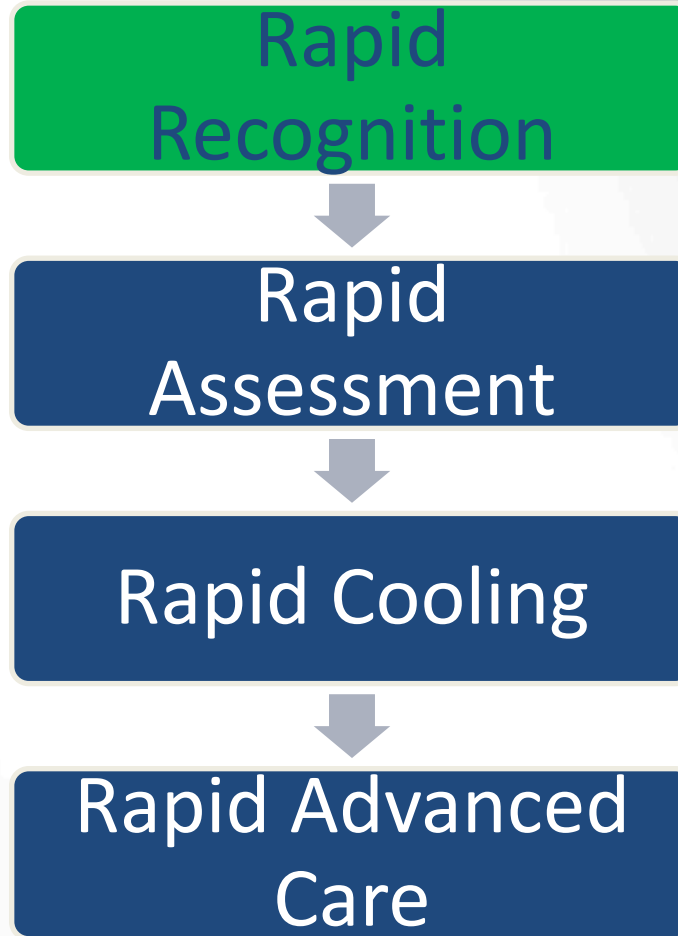 Rapid
Recognition
Rapid
Assessment
Rapid Cooling
Rapid Advanced
Care